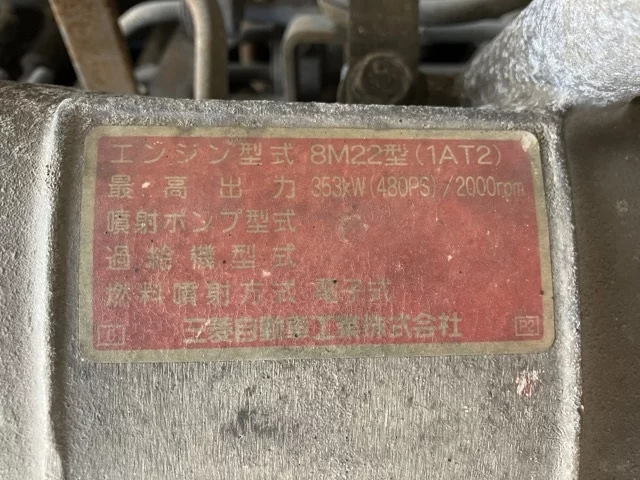 エンジン型式 8M22型(1AT2)
最高出力 353kW(480PS)/2000rpm
噴射ポンプ型式
過給機型式
燃料噴射方式 電子式
三菱自動車工業株式会社
B2